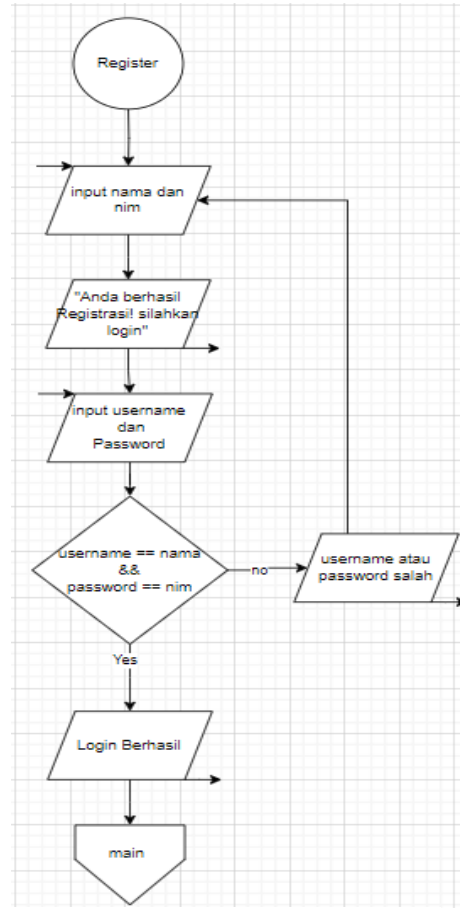 Register
input nama dan
nim
"Anda berhasil
Registrasi! silahkan
login"
input username
dan
Password
username == nama
&&
password == nim
no
username atau
password salah
Yes
Login Berhasil
main